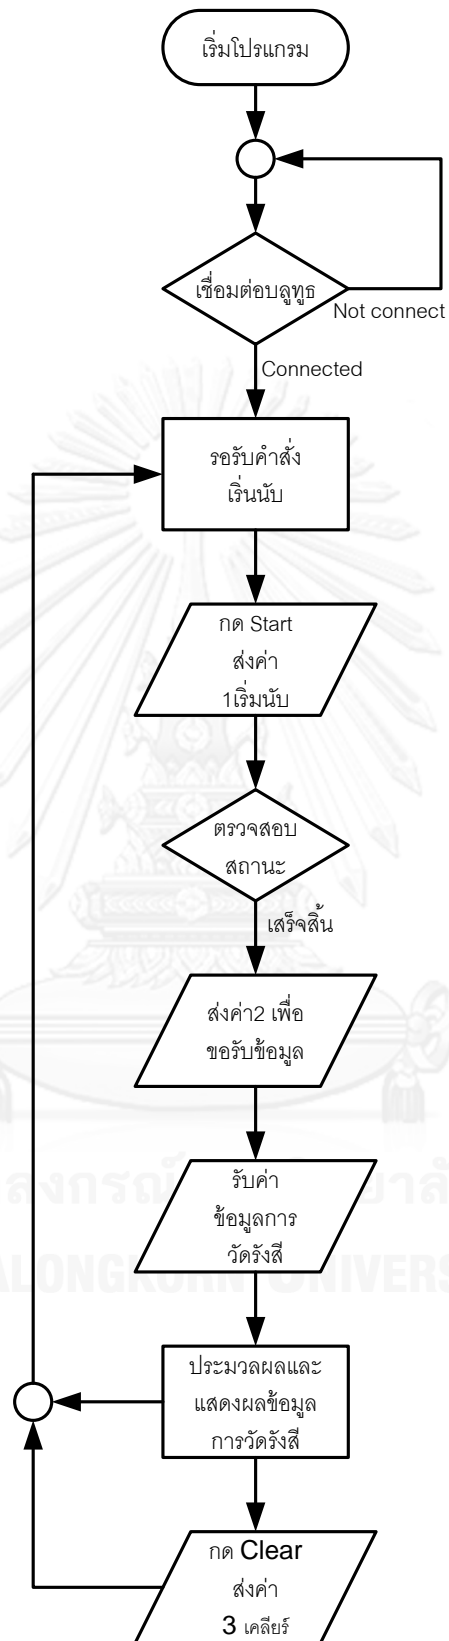 เริ่มโปรแกรม
เชื่อมต่อบลูทูธ
Not connect
Connected
รอรับคำสั่ง
เริ่นนับ
กด Start
ส่งค่า
1เริ่มนับ
ตรวจสอบ
สถานะ
เสร็จสิ้น
ส่งค่า2 เพื่อ
ขอรับข้อมูล
รับค่า
ข้อมูลการ
วัดรังสี
ประมวลผลและ
แสดงผลข้อมูล
การวัดรังสี
กด Clear
ส่งค่า
3 เคลียร์